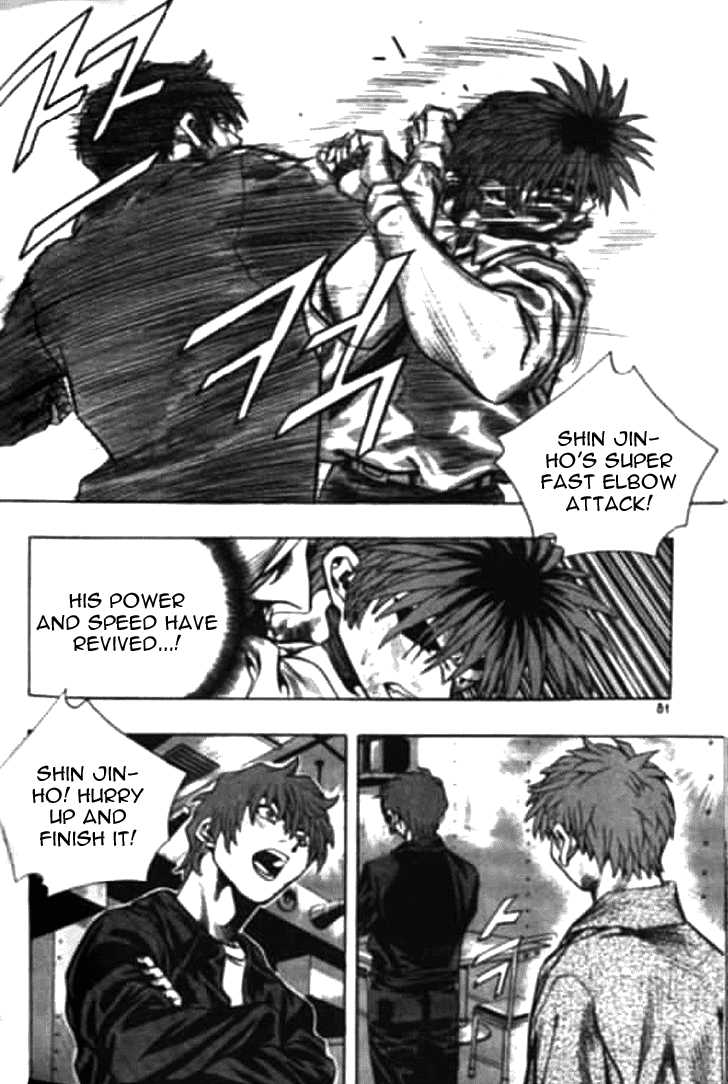 SHIN JIN-
HO'S SUPER
FAST ELBOW
ATTACK!
HIS POWER
AND SPEED HAVE
REVIVED...!
81
SHIN JIN-
HO! HURRY
UP AND
FINISH IT!